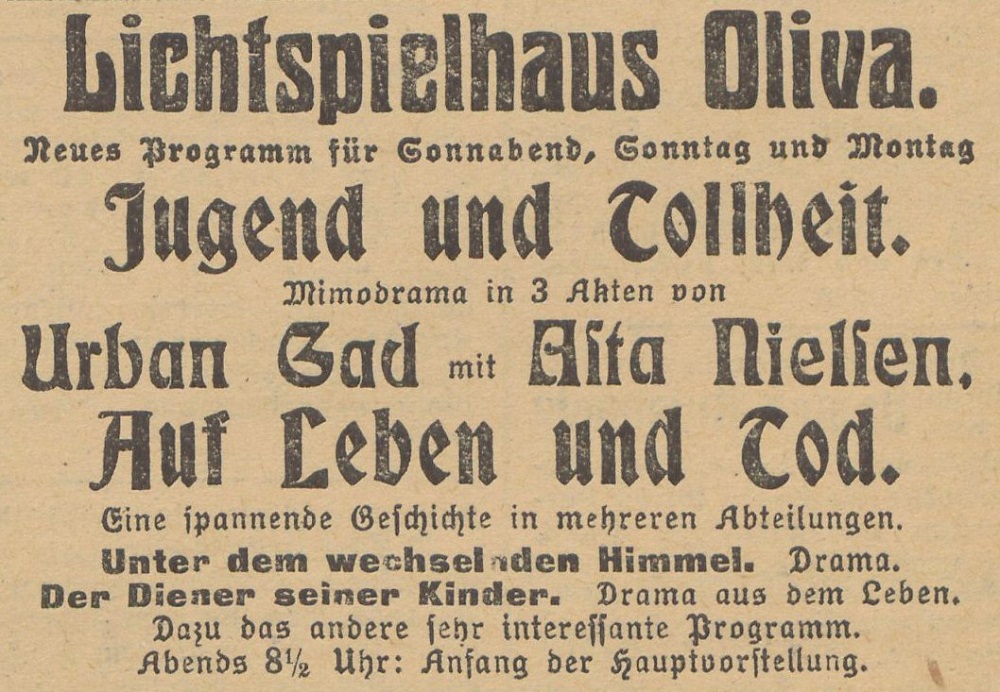 Lichtspielhaus Oliva.
Neues Programm für Sonnabend, Sonntag und Montag
Jugend und Tollheit.
Mimodrama in 3 Akten von
Urban Gad mit Asta Nielsen.
Auf Leben und Tod.
Eine spannende Geschichte in mehreren Abteilungen.
Unter dem wechselnden Himmel. Drama.
Der Diener seiner Kinder. Drama aus dem Leben.
Dazu das andere sehr interessante Programm.
Abends 8½ Uhr: Anfang der Hauptvorstellung.